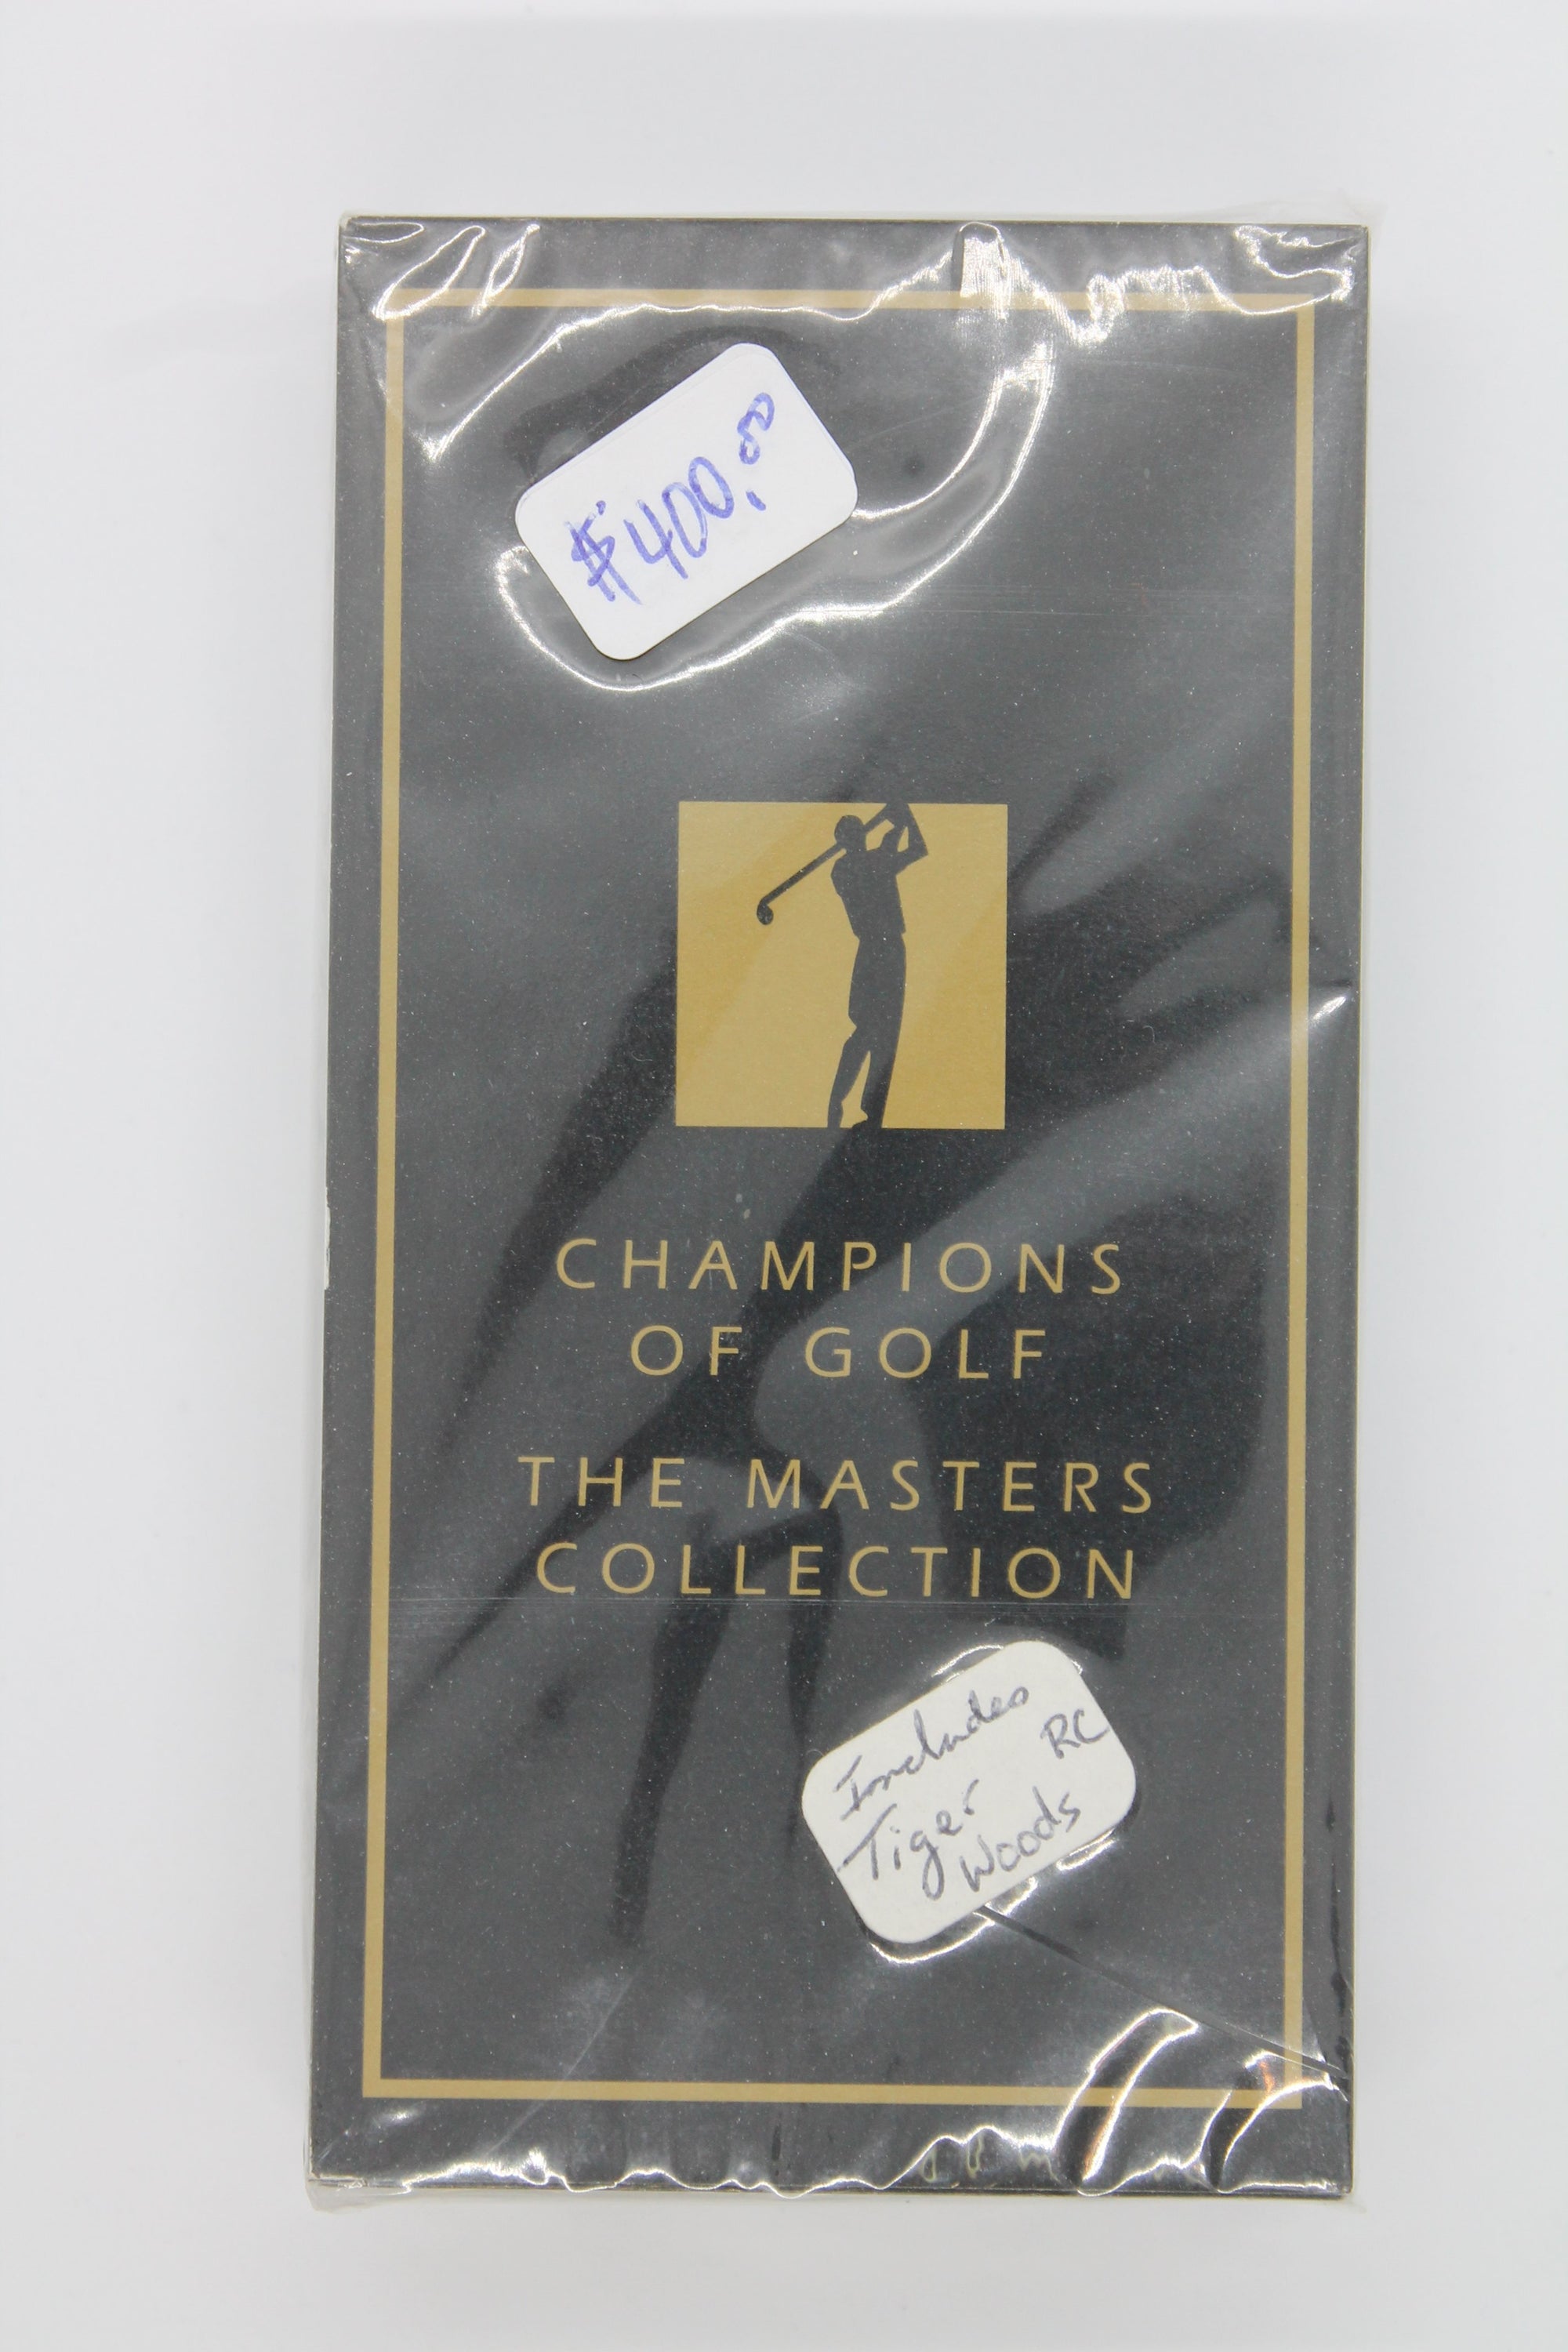 $400.00
CHAMPIONS
OF GOLF
THE MASTERS
COLLECTION
Includes
Tiger RC
Woods